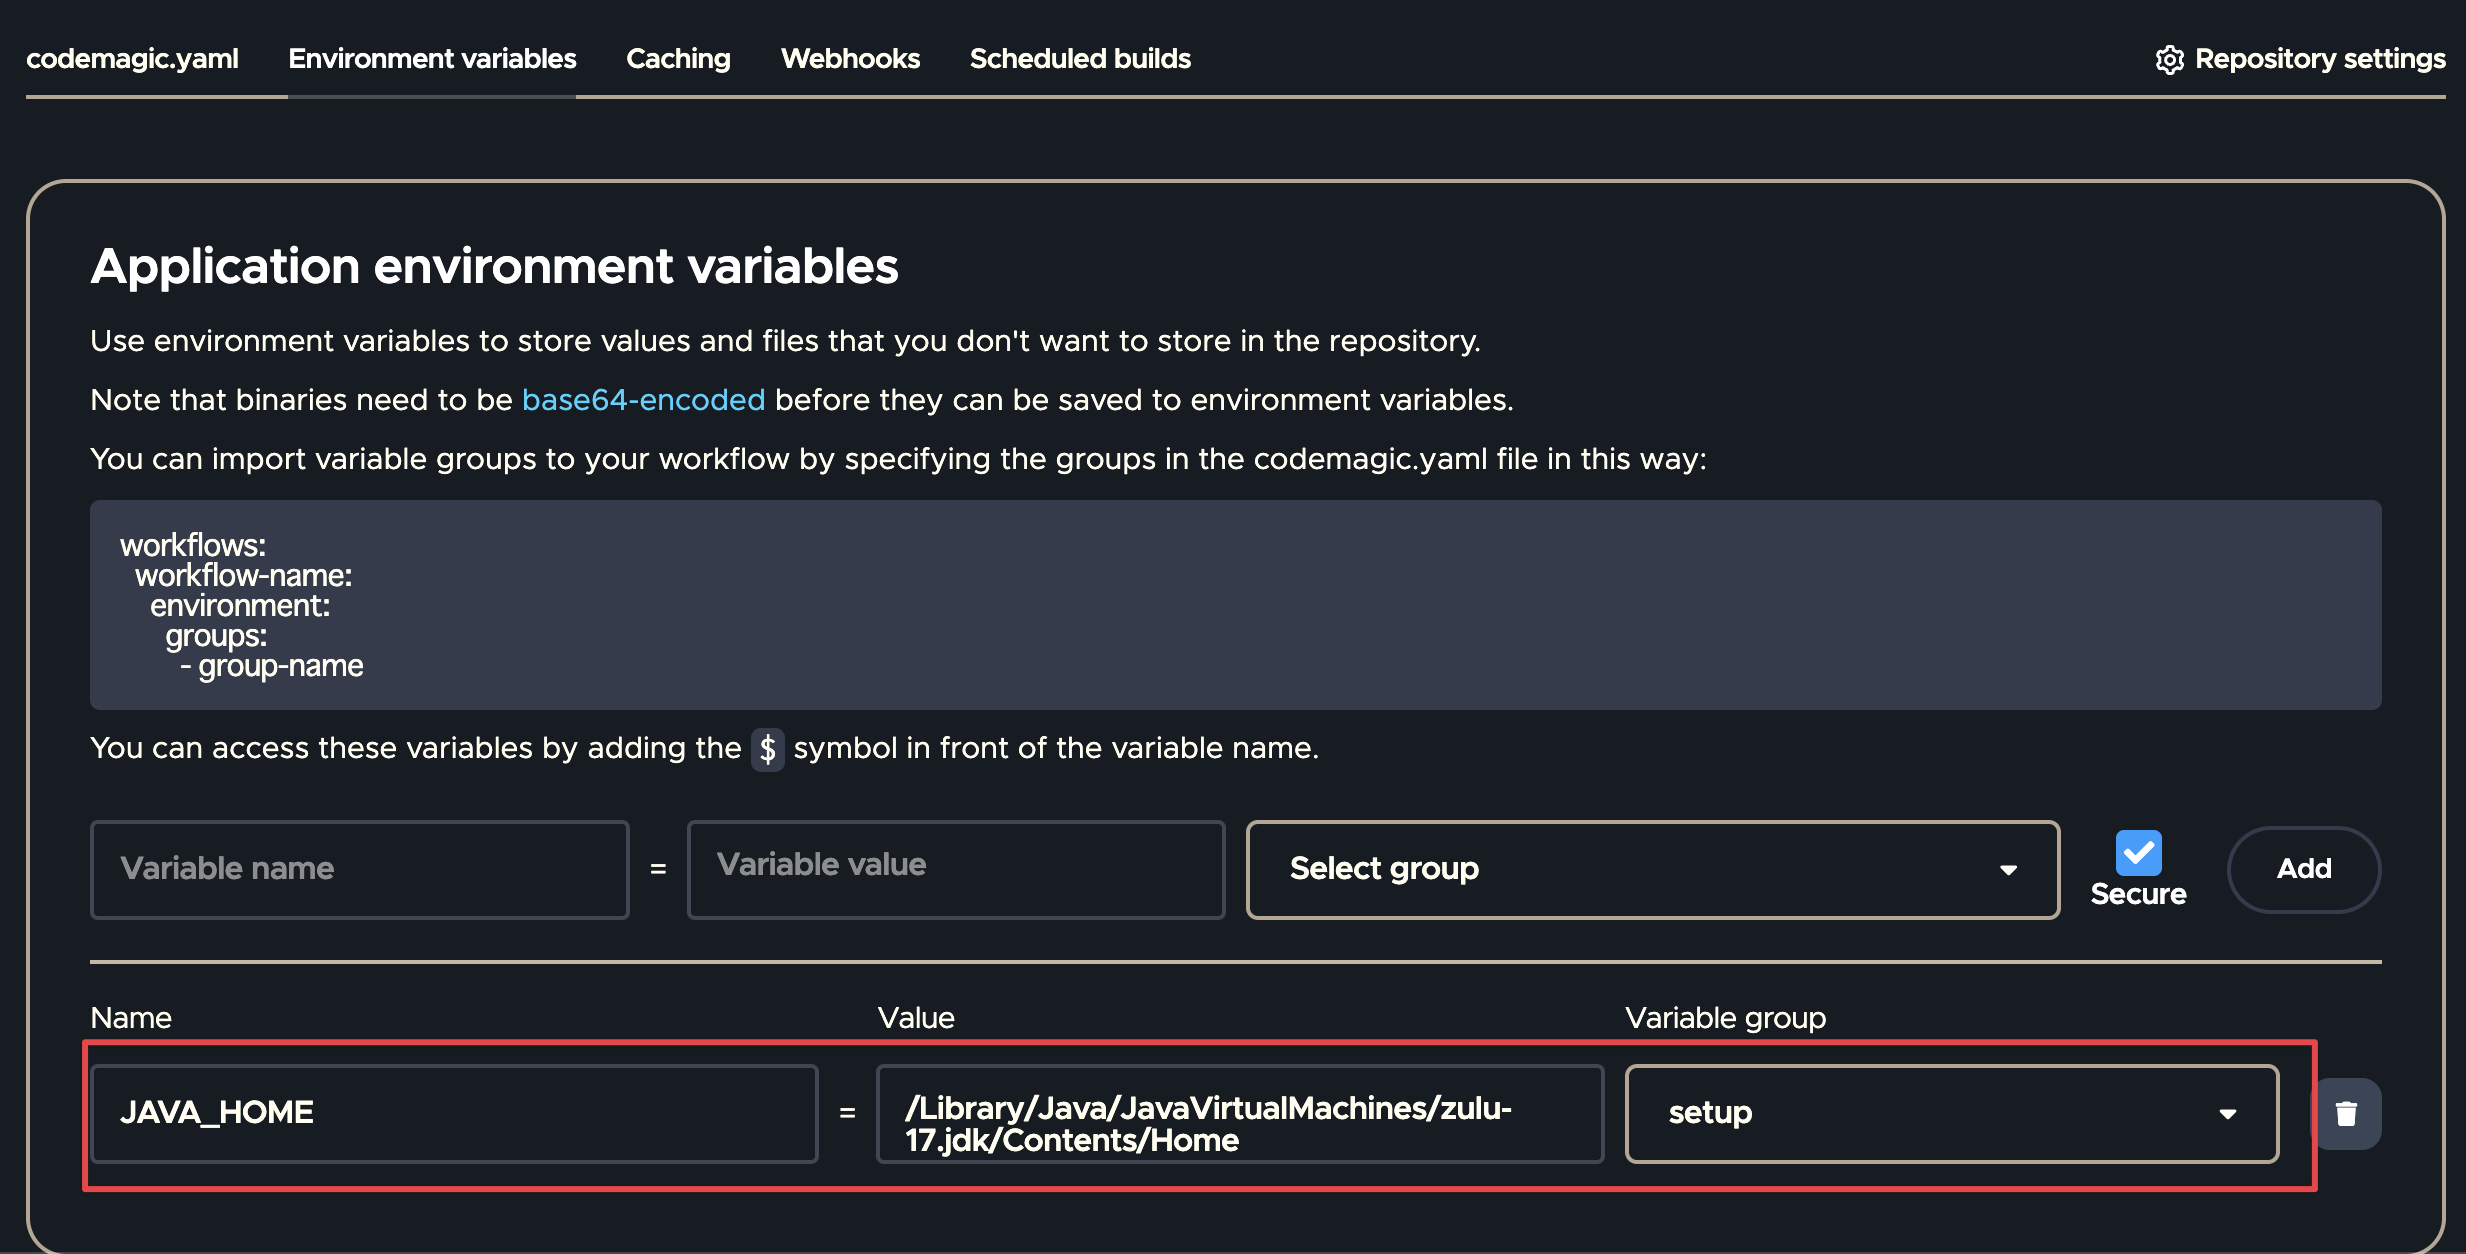 codemagic.yaml Environment variables Caching Webhooks Scheduled builds Repository settings
Application environment variables
Use environment variables to store values and files that you don't want to store in the repository.
Note that binaries need to be base64-encoded before they can be saved to environment variables.
You can import variable groups to your workflow by specifying the groups in the codemagic.yaml file in this way:
workflows:
workflow-name:
environment:
groups:
- group-name
You can access these variables by adding the $ symbol in front of the variable name.
Variable name = Variable value Select group Secure Add
Name Value Variable group
JAVA_HOME = /Library/Java/JavaVirtualMachines/zulu-
17.jdk/Contents/Home setup